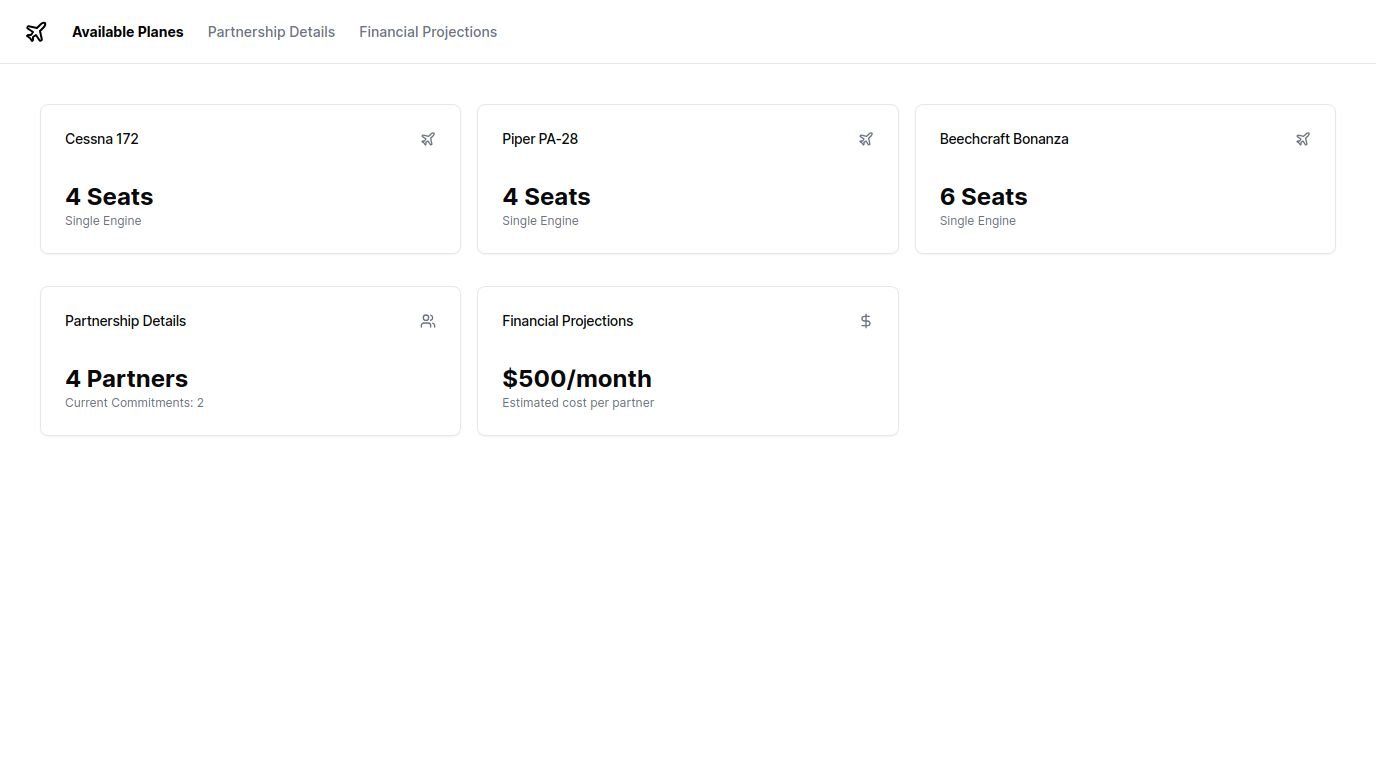 Available Planes
Partnership Details
Financial Projections
Cessna 172
4 Seats
Single Engine
Piper PA-28
4 Seats
Single Engine
Beechcraft Bonanza
6 Seats
Single Engine
Partnership Details
4 Partners
Current Commitments: 2
Financial Projections
$500/month
Estimated cost per partner